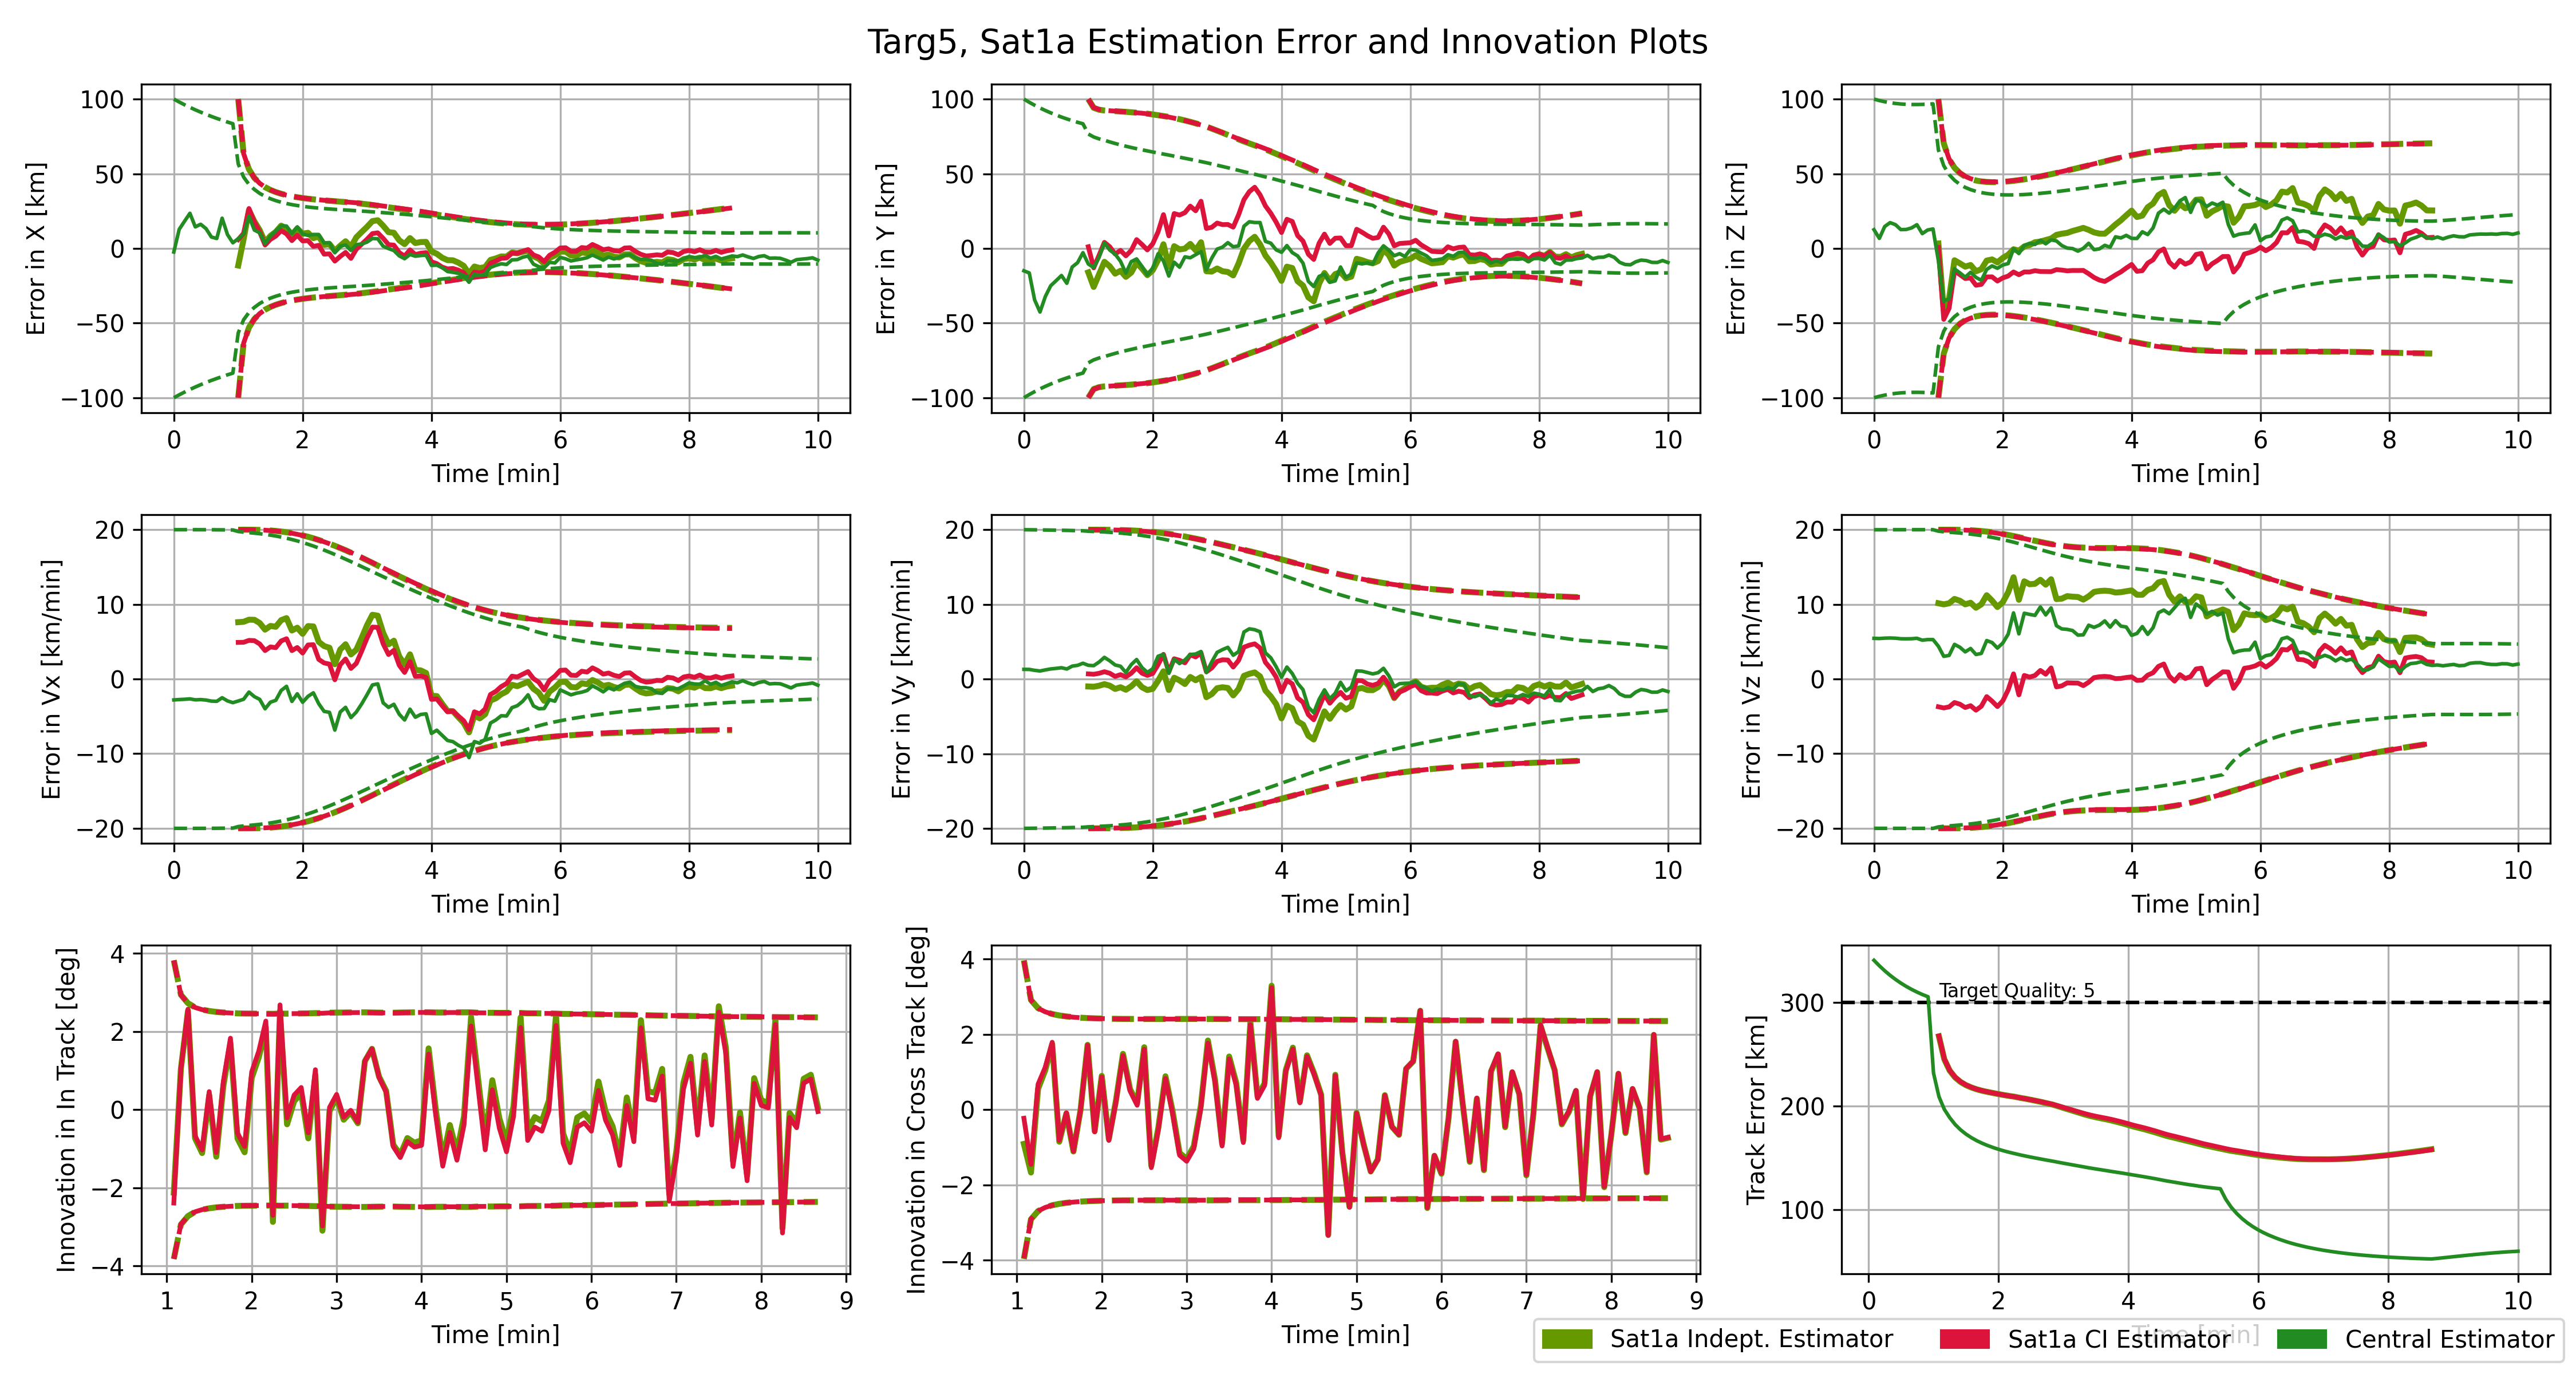 Targ5, Sat1a Estimation Error and Innovation Plots
Error in X [km]
100
50
0
−50
−100
0 2 4 6 8 10
Time [min]
Error in Y [km]
100
50
0
−50
−100
0 2 4 6 8 10
Time [min]
Error in Z [km]
100
50
0
−50
−100
0 2 4 6 8 10
Time [min]
Error in Vx [km/min]
20
10
0
−10
−20
0 2 4 6 8 10
Time [min]
Error in Vy [km/min]
20
10
0
−10
−20
0 2 4 6 8 10
Time [min]
Error in Vz [km/min]
20
10
0
−10
−20
0 2 4 6 8 10
Time [min]
Innovation in In Track [deg]
4
2
0
−2
−4
1 2 3 4 5 6 7 8 9
Time [min]
Innovation in Cross Track [deg]
4
2
0
−2
−4
1 2 3 4 5 6 7 8 9
Time [min]
Track Error [km]
300
200
100
Target Quality: 5
0 2 4 6 8 10
Time [min]
Sat1a Indept. Estimator
Sat1a CI Estimator
Central Estimator